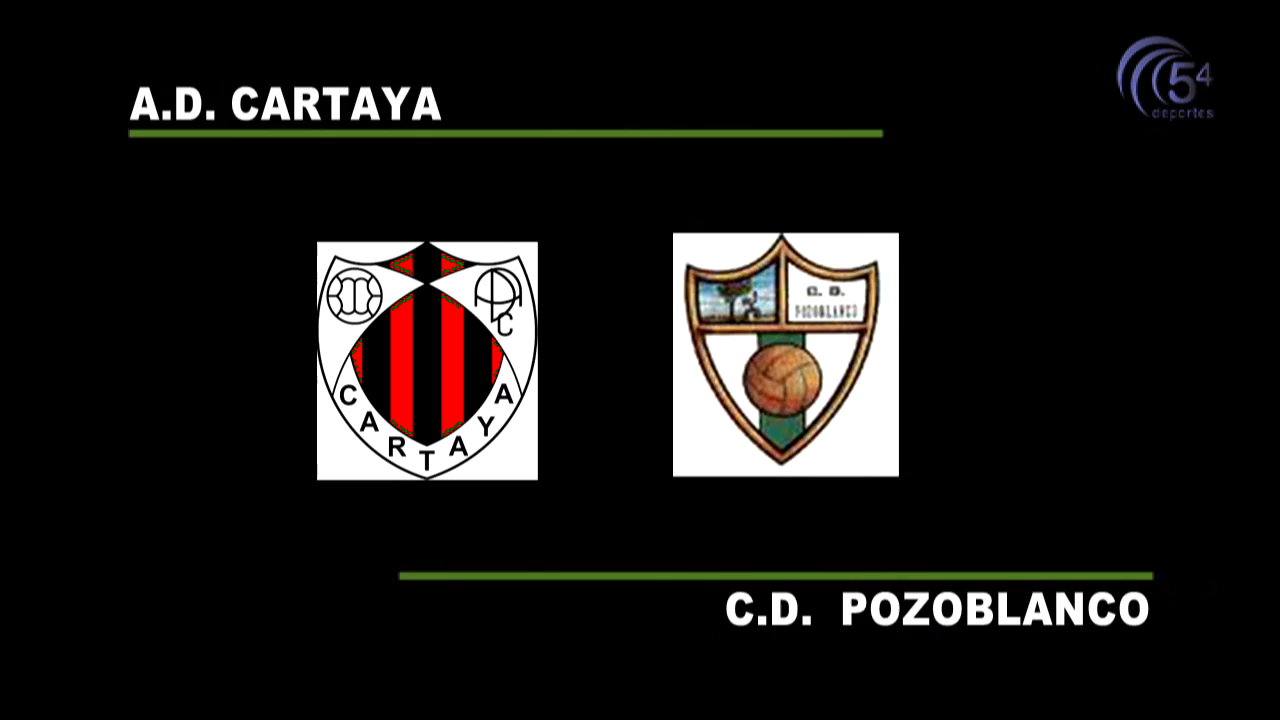 A.D. CARTAYA
54
deportes
C. D.
POZOBLANCO
C
CARTAYA
C.D. POZOBLANCO